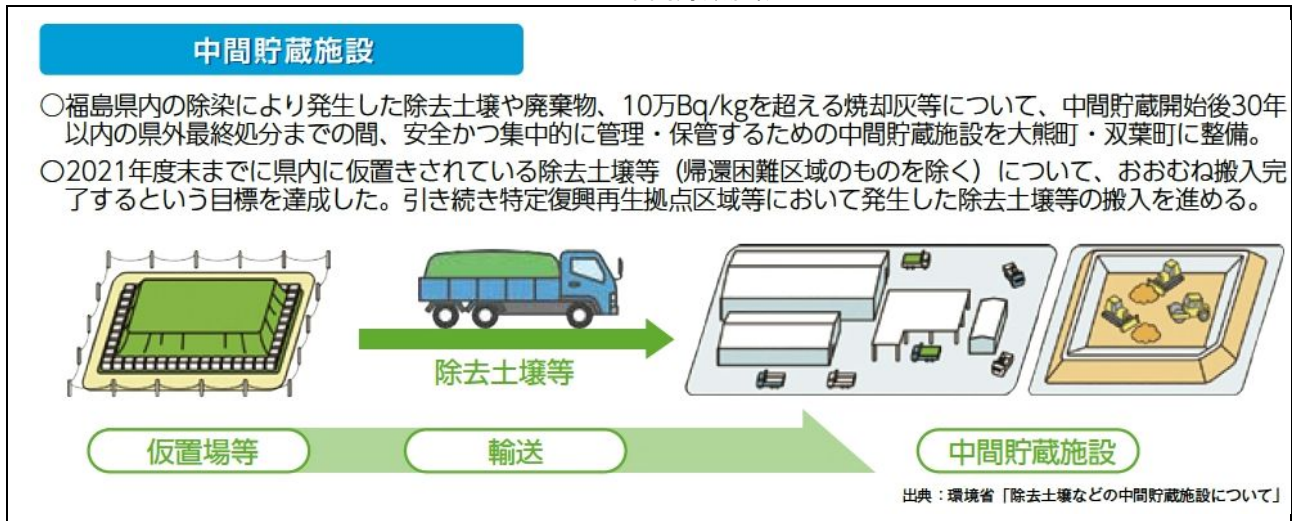 中間貯蔵施設
○福島県内の除染により発生した除去土壌や廃棄物、10万Bq/kgを超える焼却灰等について、中間貯蔵開始後30年
以内の県外最終処分までの間、安全かつ集中的に管理・保管するための中間貯蔵施設を大熊町・双葉町に整備。
○2021年度末までに県内に仮置きされている除去土壌等（帰還困難区域のものを除く）について、おおむね搬入完
了するという目標を達成した。引き続き特定復興再生拠点区域等において発生した除去土壌等の搬入を進める。
除去土壌等
仮置場等
輸送
中間貯蔵施設
出典：環境省「除去土壌などの中間貯蔵施設について」